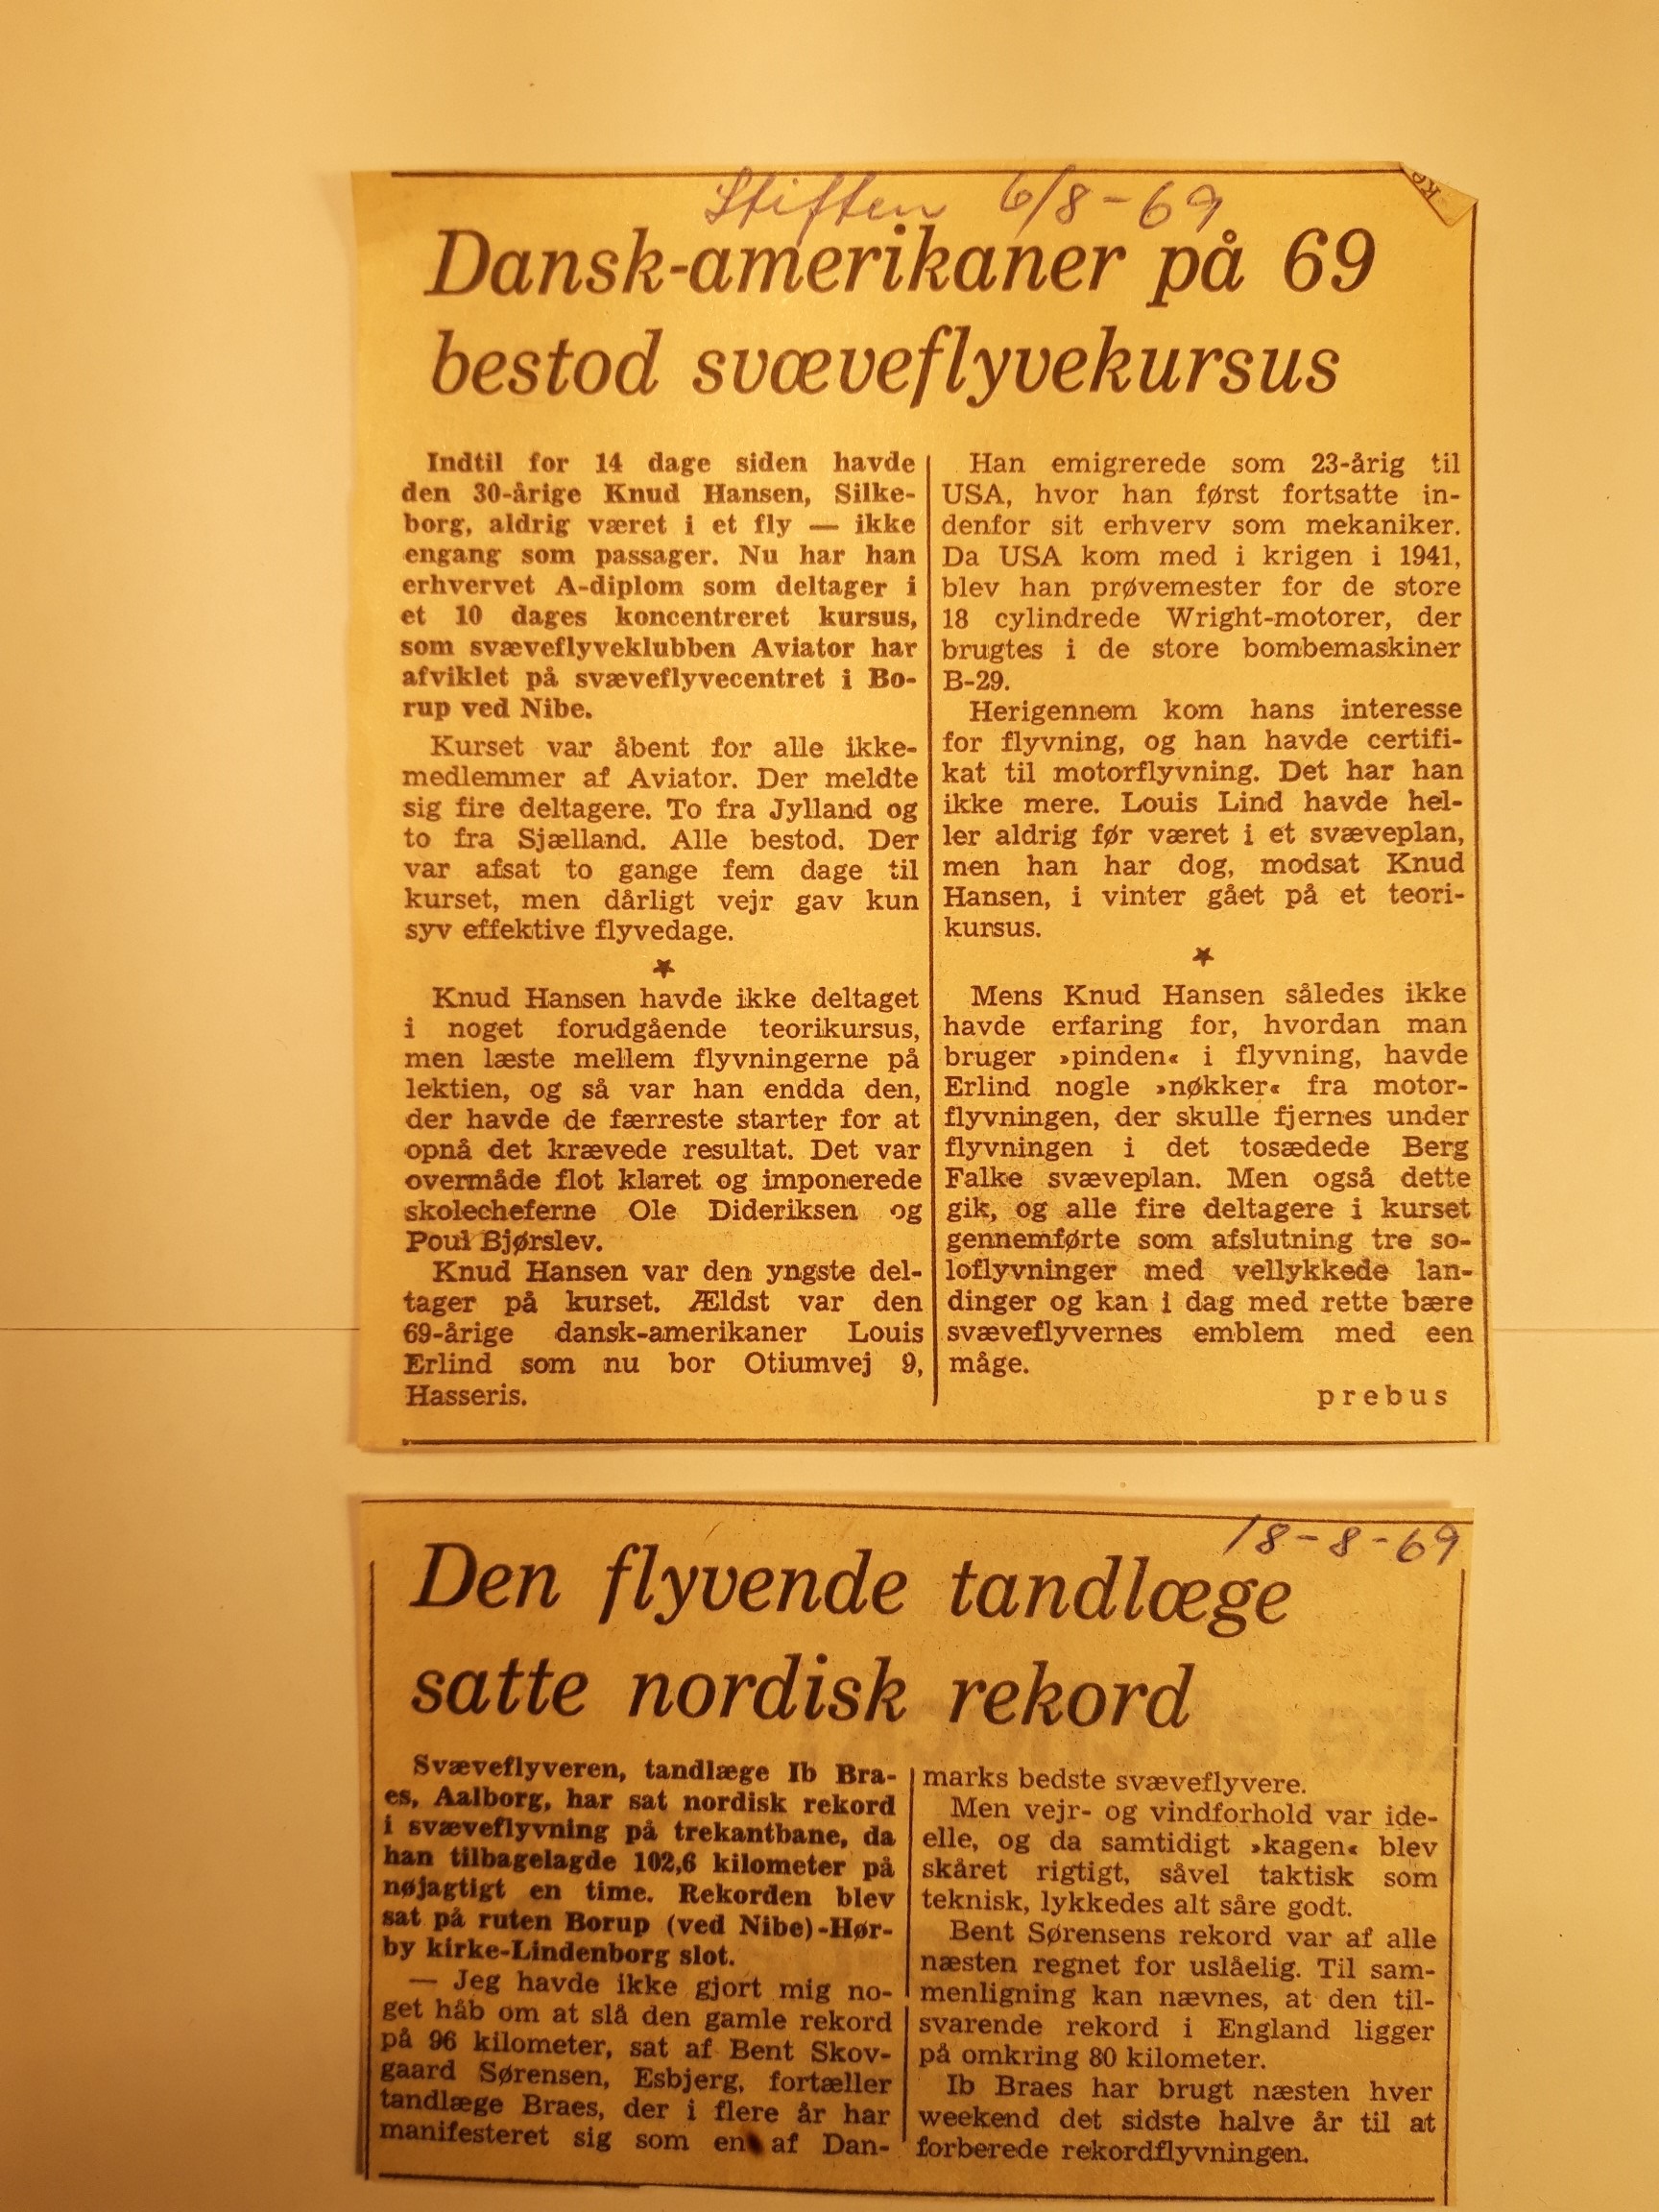 Stiften 6/8-69
Dansk-amerikaner på 69
bestod svæveflyvekursus
Indtil for 14 dage siden havde
den 30-årige Knud Hansen, Silke-
borg, aldrig været i et fly — ikke
engang som passager. Nu har han
erhvervet A-diplom som deltager i
et 10 dages koncentreret kursus,
som svæveflyveklubben Aviator har
afviklet på svæveflyvecentret i Bo-
rup ved Nibe.
Kurset var åbent for alle ikke-
medlemmer af Aviator. Der meldte
sig fire deltagere. To fra Jylland og
to fra Sjælland. Alle bestod. Der
var afsat to gange fem dage til
kurset, men dårligt vejr gav kun
syv effektive flyvedage.
*
Knud Hansen havde ikke deltaget
i noget forudgående teorikursus,
men læste mellem flyvningerne på
lektien, og så var han endda den,
der havde de færreste starter for at
opnå det krævede resultat. Det var
overmåde flot klaret og imponerede
skolecheferne Ole Dideriksen og
Poul Bjørslev.
Knud Hansen var den yngste del-
tager på kurset. Ældst var den
69-årige dansk-amerikaner Louis
Erlind som nu bor Otiumvej 9,
Hasseris.
Han emigrerede som 23-årig til
USA, hvor han først fortsatte in-
denfor sit erhverv som mekaniker.
Da USA kom med i krigen i 1941,
blev han prøvemester for de store
18 cylindrede Wright-motorer, der
brugtes i de store bombemaskiner
B-29.
Herigennem kom hans interesse
for flyvning, og han havde certifi-
kat til motorflyvning. Det har han
ikke mere. Louis Lind havde hel-
ler aldrig før været i et svæveplan,
men han har dog, modsat Knud
Hansen, i vinter gået på et teori-
kursus.
*
Mens Knud Hansen således ikke
havde erfaring for, hvordan man
bruger »pinden« i flyvning, havde
Erlind nogle »nøkker« fra motor-
flyvningen, der skulle fjernes under
flyvningen i det tosædede Berg
Falke svæveplan. Men også dette
gik, og alle fire deltagere i kurset
gennemførte som afslutning tre so-
loflyvninger med vellykkede lan-
dinger og kan i dag med rette bære
svæveflyvernes emblem med een
måge.
prebus
18-8-69
Den flyvende tandlæge
satte nordisk rekord
Svæveflyveren, tandlæge Ib Bra-
es, Aalborg, har sat nordisk rekord
i svæveflyvning på trekantbane, da
han tilbagelagde 102,6 kilometer på
nøjagtigt en time. Rekorden blev
sat på ruten Borup (ved Nibe)-Hør-
by kirke-Lindenborg slot.
— Jeg havde ikke gjort mig no-
get håb om at slå den gamle rekord
på 96 kilometer, sat af Bent Skov-
gaard Sørensen, Esbjerg, fortæller
tandlæge Braes, der i flere år har
manifesteret sig som en af Dan-
marks bedste svæveflyvere.
Men vejr- og vindforhold var ide-
elle, og da samtidigt »kagen« blev
skåret rigtigt, såvel taktisk som
teknisk, lykkedes alt såre godt.
Bent Sørensens rekord var af alle
næsten regnet for uslåelig. Til sam-
menligning kan nævnes, at den til-
svarende rekord i England ligger
på omkring 80 kilometer.
Ib Braes har brugt næsten hver
weekend det sidste halve år til at
forberede rekordflyvningen.